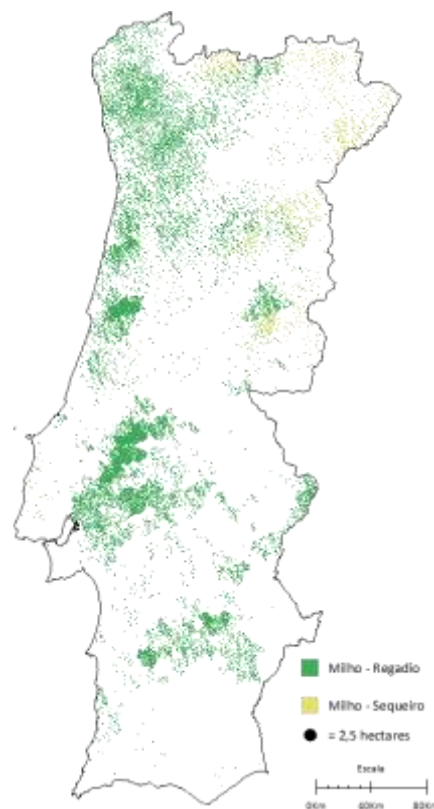 Milho - Regadio
Milho - Sequeiro
= 2,5 hectares
Escala
0Km 40Km 80Km